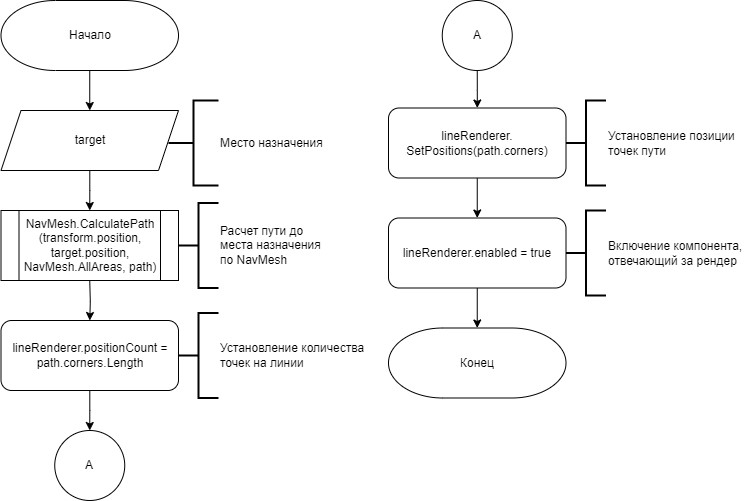 Начало
target
Место назначения
NavMesh.CalculatePath
(transform.position,
target.position,
NavMesh.AllAreas, path)
Расчет пути до
места назначения
по NavMesh
lineRenderer.positionCount =
path.corners.Length
Установление количества
точек на линии
А
А
lineRenderer.
SetPositions(path.corners)
Установление позиции
точек пути
lineRenderer.enabled = true
Включение компонента,
отвечающий за рендер
Конец